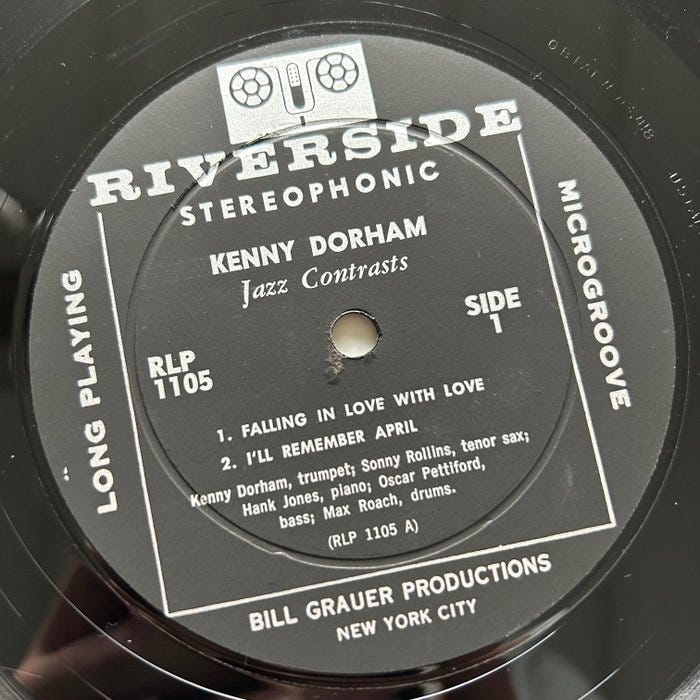 RIVERSIDE
STEREOPHONIC
KENNY DORHAM
Jazz Contrasts
LONG PLAYING
MICROGROOVE
RLP
1105
SIDE
1
1. FALLING IN LOVE WITH LOVE
2. I'LL REMEMBER APRIL
Kenny Dorham, trumpet; Sonny Rollins, tenor sax;
Hank Jones, piano; Oscar Pettiford,
bass; Max Roach, drums.
(RLP 1105 A)
BILL GRAUER PRODUCTIONS
NEW YORK CITY